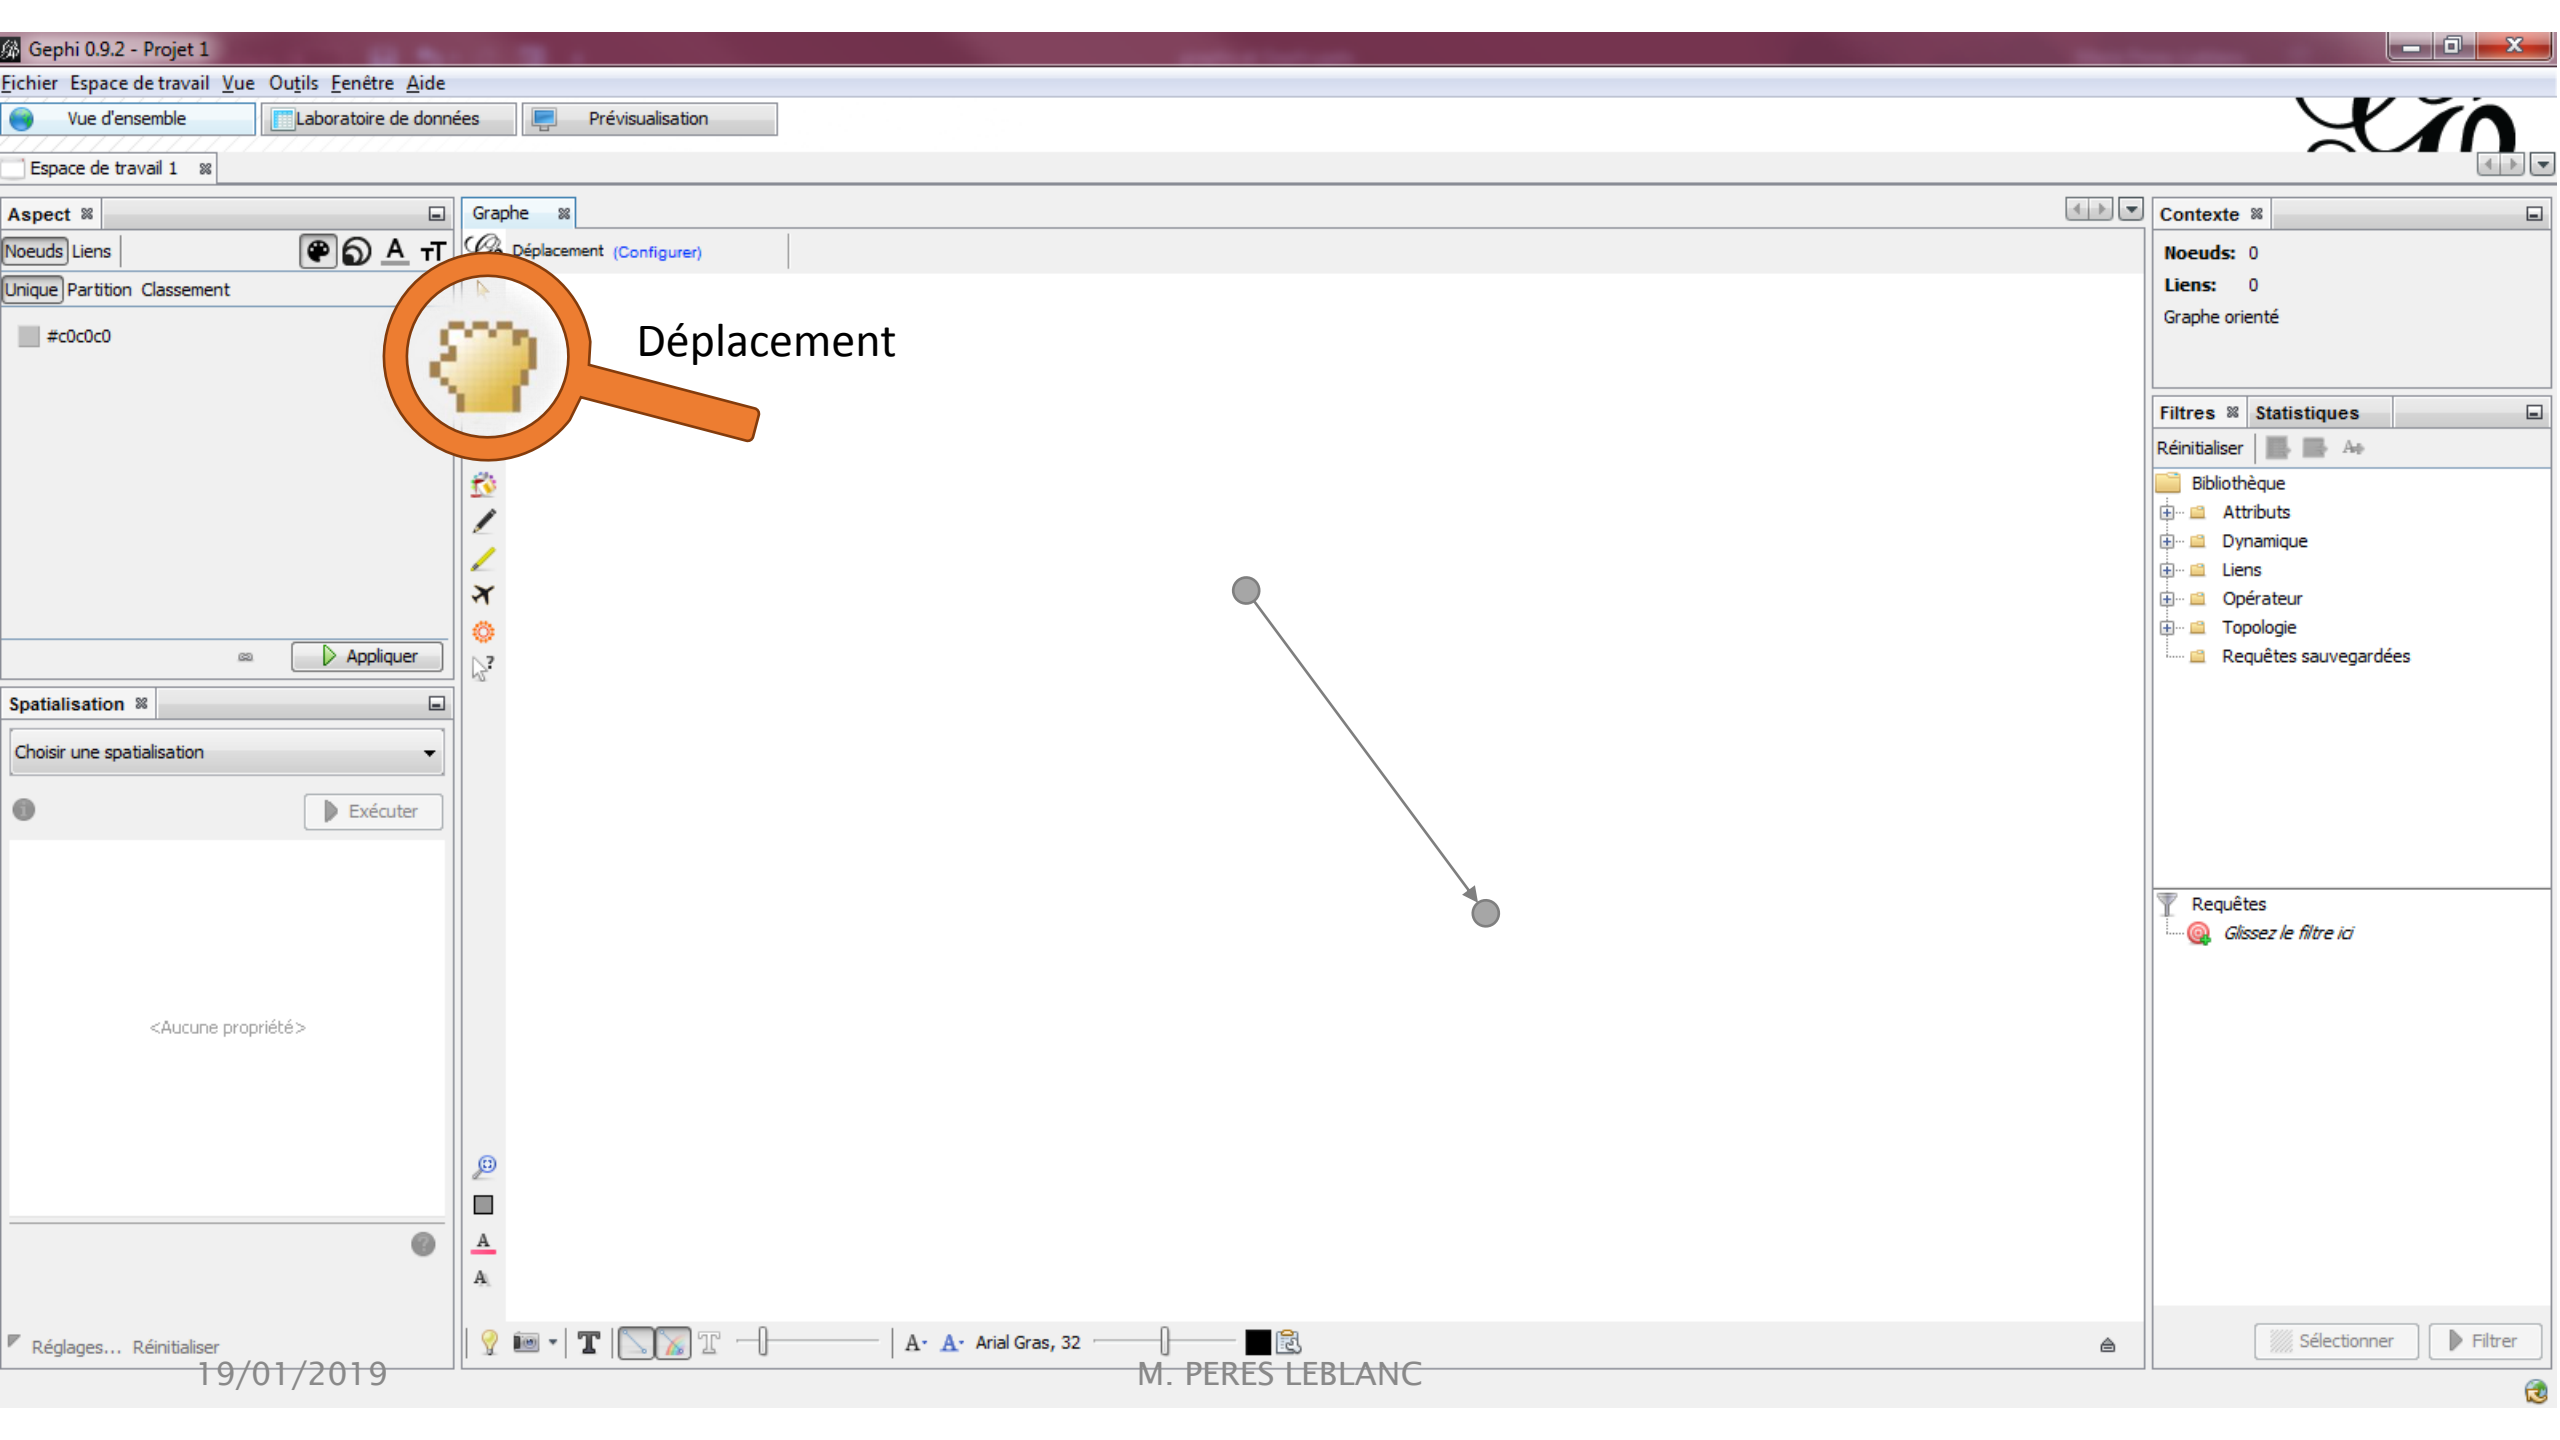 Gephi 0.9.2 - Projet 1
Fichier Espace de travail Vue Outils Fenêtre Aide
Vue d'ensemble Laboratoire de données Prévisualisation
Espace de travail 1
Aspect
Noeuds Liens
Unique Partition Classement
#c0c0c0
Appliquer
Spatialisation
Choisir une spatialisation
Exécuter
<Aucune propriété>
Réglages... Réinitialiser
Graphe
Déplacement (Configurer)
Déplacement
Arial Gras, 32
Contexte
Noeuds: 0
Liens: 0
Graphe orienté
Filtres Statistiques
Réinitialiser
Bibliothèque
Attributs
Dynamique
Liens
Opérateur
Topologie
Requêtes sauvegardées
Requêtes
Glissez le filtre ici
Sélectionner Filtrer
19/01/2019
M. PERES LEBLANC